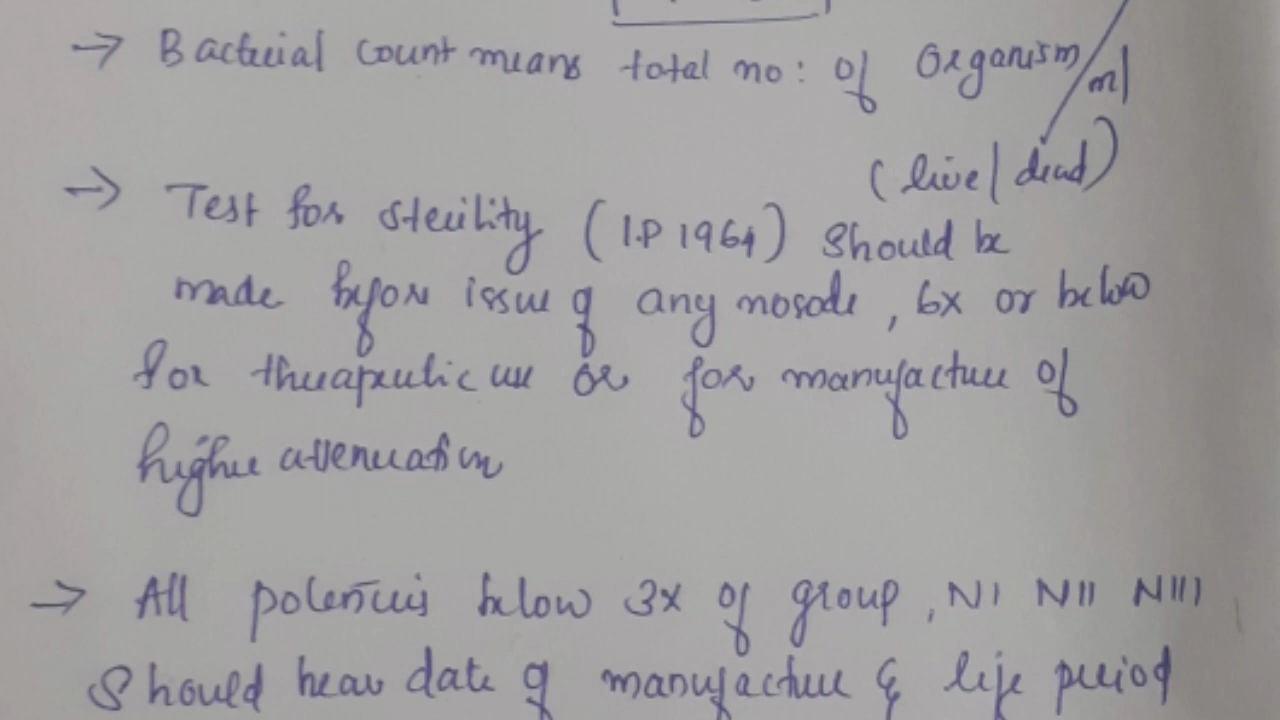 → Bacterial count means total no: of Organism/ml
(live/dead)
→ Test for sterility (I.P 1964) Should be
made before issue of any nosode, 6x or below
for therapeutic use or for manufacture of
higher attenuation
→ All potencies below 3x of group, NI NII NIII
Should bear date of manufacture & life period